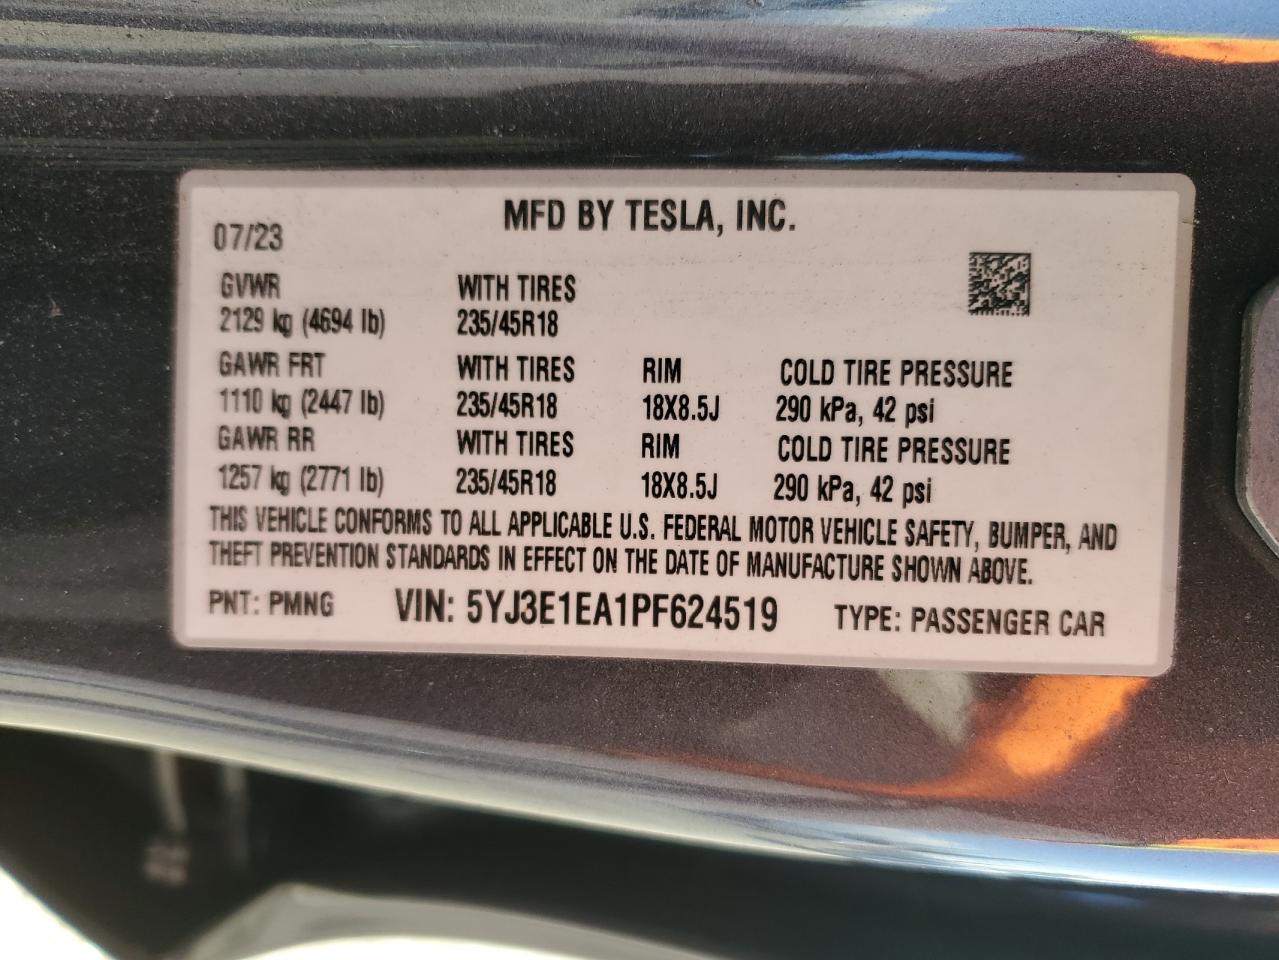 MFD BY TESLA, INC.
07/23
GVWR WITH TIRES
2129 kg (4694 lb) 235/45R18
GAWR FRT WITH TIRES RIM COLD TIRE PRESSURE
1110 kg (2447 lb) 235/45R18 18X8.5J 290 kPa, 42 psi
GAWR RR WITH TIRES RIM COLD TIRE PRESSURE
1257 kg (2771 lb) 235/45R18 18X8.5J 290 kPa, 42 psi
THIS VEHICLE CONFORMS TO ALL APPLICABLE U.S. FEDERAL MOTOR VEHICLE SAFETY, BUMPER, AND
THEFT PREVENTION STANDARDS IN EFFECT ON THE DATE OF MANUFACTURE SHOWN ABOVE.
PNT: PMNG VIN: 5YJ3E1EA1PF624519 TYPE: PASSENGER CAR